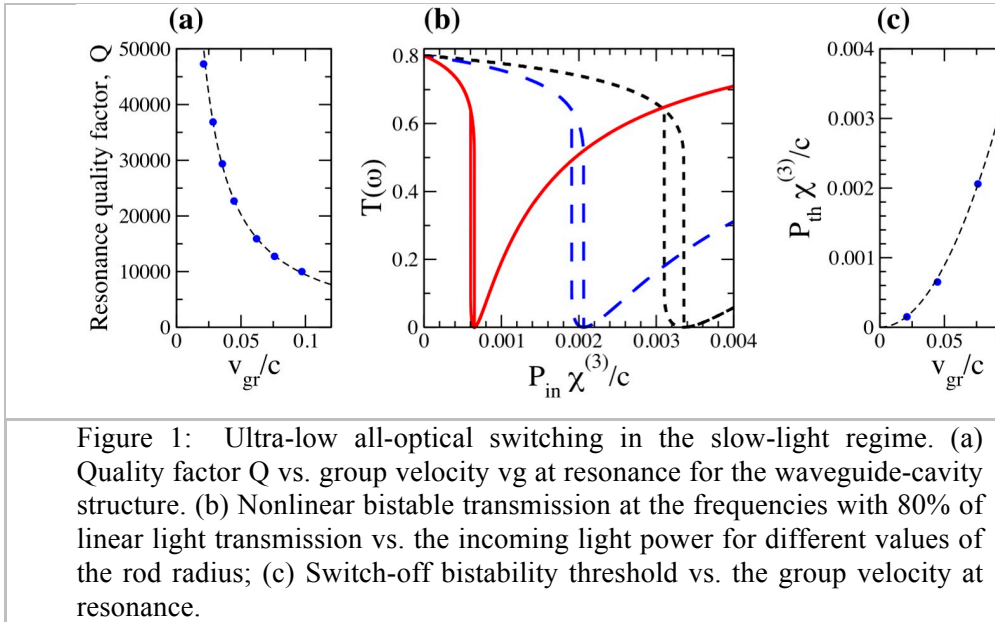 (a)
(b)
(c)
Resonance quality factor, Q
50000
40000
30000
20000
10000
0
0
0.05
0.1
v_gr/c
T(ω)
0.8
0.6
0.4
0.2
0
0
0.001
0.002
0.003
0.004
P_in χ^(3)/c
P_th χ^(3)/c
0.004
0.003
0.002
0.001
0
0
0.05
v_gr/c
Figure 1: Ultra-low all-optical switching in the slow-light regime. (a)
Quality factor Q vs. group velocity vg at resonance for the waveguide-cavity
structure. (b) Nonlinear bistable transmission at the frequencies with 80% of
linear light transmission vs. the incoming light power for different values of
the rod radius; (c) Switch-off bistability threshold vs. the group velocity at
resonance.